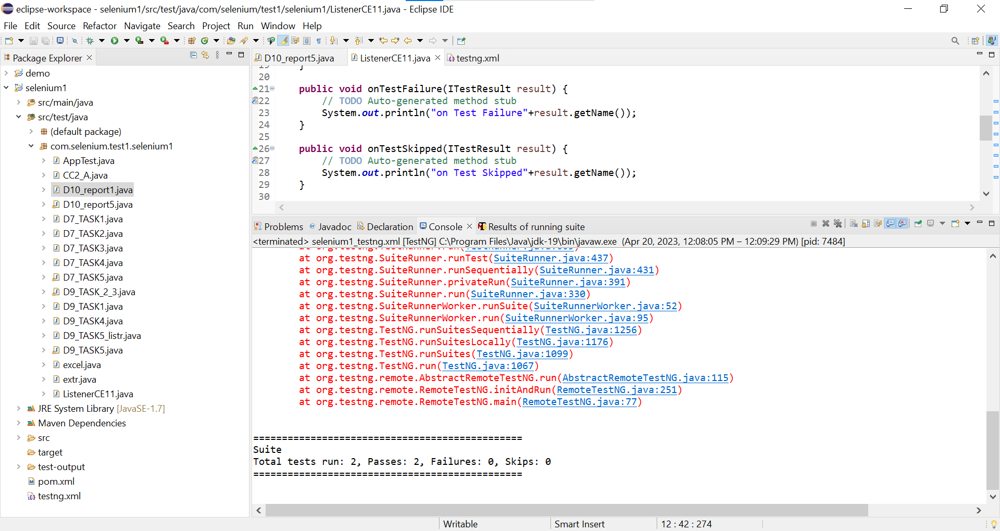 eclipse-workspace - selenium1/src/test/java/com/selenium/test1/selenium1/ListenerCE11.java - Eclipse IDE
File Edit Source Refactor Navigate Search Project Run Window Help
Package Explorer
demo
selenium1
src/main/java
src/test/java
(default package)
com.selenium.test1.selenium1
AppTest.java
CC2_A.java
D10_report1.java
D10_report5.java
D7_TASK1.java
D7_TASK2.java
D7_TASK3.java
D7_TASK4.java
D7_TASK5.java
D9_TASK_2_3.java
D9_TASK1.java
D9_TASK4.java
D9_TASK5_listr.java
D9_TASK5.java
excel.java
extr.java
ListenerCE11.java
JRE System Library [JavaSE-1.7]
Maven Dependencies
src
target
test-output
pom.xml
testng.xml
D10_report5.java ListenerCE11.java testng.xml
19 }
20
21 public void onTestFailure(ITestResult result) {
22 // TODO Auto-generated method stub
23 System.out.println("on Test Failure"+result.getName());
24 }
25
26 public void onTestSkipped(ITestResult result) {
27 // TODO Auto-generated method stub
28 System.out.println("on Test Skipped"+result.getName());
29 }
30
Problems Javadoc Declaration Console Results of running suite
<terminated> selenium1_testng.xml [TestNG] C:\Program Files\Java\jdk-19\bin\javaw.exe (Apr 20, 2023, 12:08:05 PM – 12:09:29 PM) [pid: 7484]
at org.testng.SuiteRunner.runTest(SuiteRunner.java:437)
at org.testng.SuiteRunner.runSequentially(SuiteRunner.java:431)
at org.testng.SuiteRunner.privateRun(SuiteRunner.java:391)
at org.testng.SuiteRunner.run(SuiteRunner.java:330)
at org.testng.SuiteRunnerWorker.runSuite(SuiteRunnerWorker.java:52)
at org.testng.SuiteRunnerWorker.run(SuiteRunnerWorker.java:95)
at org.testng.TestNG.runSuitesSequentially(TestNG.java:1256)
at org.testng.TestNG.runSuitesLocally(TestNG.java:1176)
at org.testng.TestNG.runSuites(TestNG.java:1099)
at org.testng.TestNG.run(TestNG.java:1067)
at org.testng.remote.AbstractRemoteTestNG.run(AbstractRemoteTestNG.java:115)
at org.testng.remote.RemoteTestNG.initAndRun(RemoteTestNG.java:251)
at org.testng.remote.RemoteTestNG.main(RemoteTestNG.java:77)
===============================================
Suite
Total tests run: 2, Passes: 2, Failures: 0, Skips: 0
===============================================
Writable Smart Insert 12 : 42 : 274